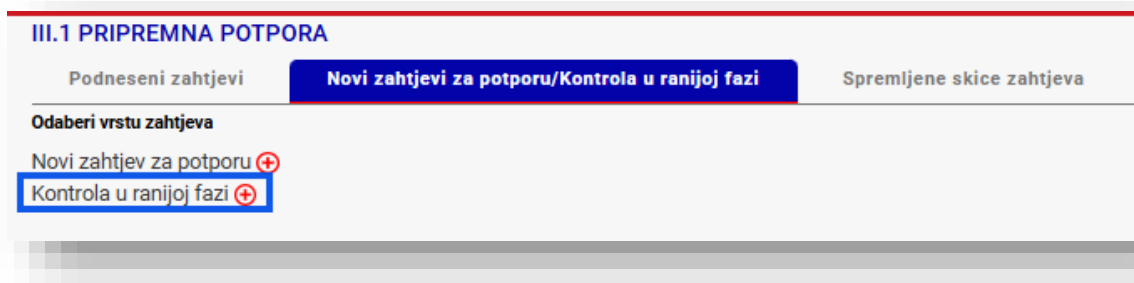 III.1 PRIPREMNA POTPORA
Podneseni zahtjevi Novi zahtjevi za potporu/Kontrola u ranijoj fazi Spremljene skice zahtjeva
Odaberi vrstu zahtjeva
Novi zahtjev za potporu
Kontrola u ranijoj fazi